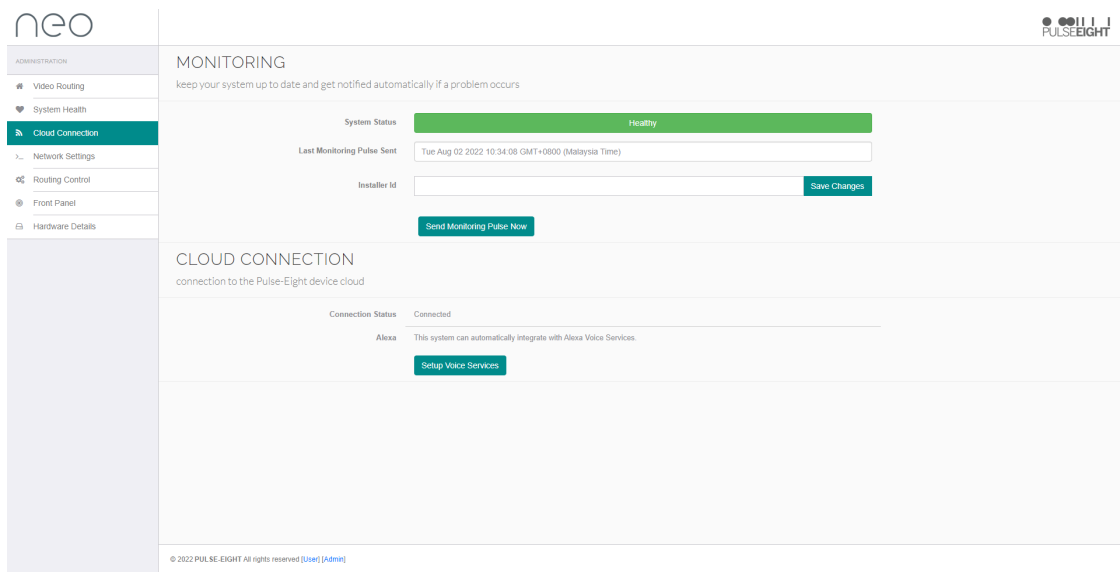 neo
PULSEEIGHT
ADMINISTRATION
Video Routing
System Health
Cloud Connection
Network Settings
Routing Control
Front Panel
Hardware Details
MONITORING
keep your system up to date and get notified automatically if a problem occurs
System Status Healthy
Last Monitoring Pulse Sent Tue Aug 02 2022 10:34:08 GMT+0800 (Malaysia Time)
Installer Id Save Changes
Send Monitoring Pulse Now
CLOUD CONNECTION
connection to the Pulse-Eight device cloud
Connection Status Connected
Alexa This system can automatically integrate with Alexa Voice Services.
Setup Voice Services
© 2022 PULSE-EIGHT All rights reserved [User] [Admin]